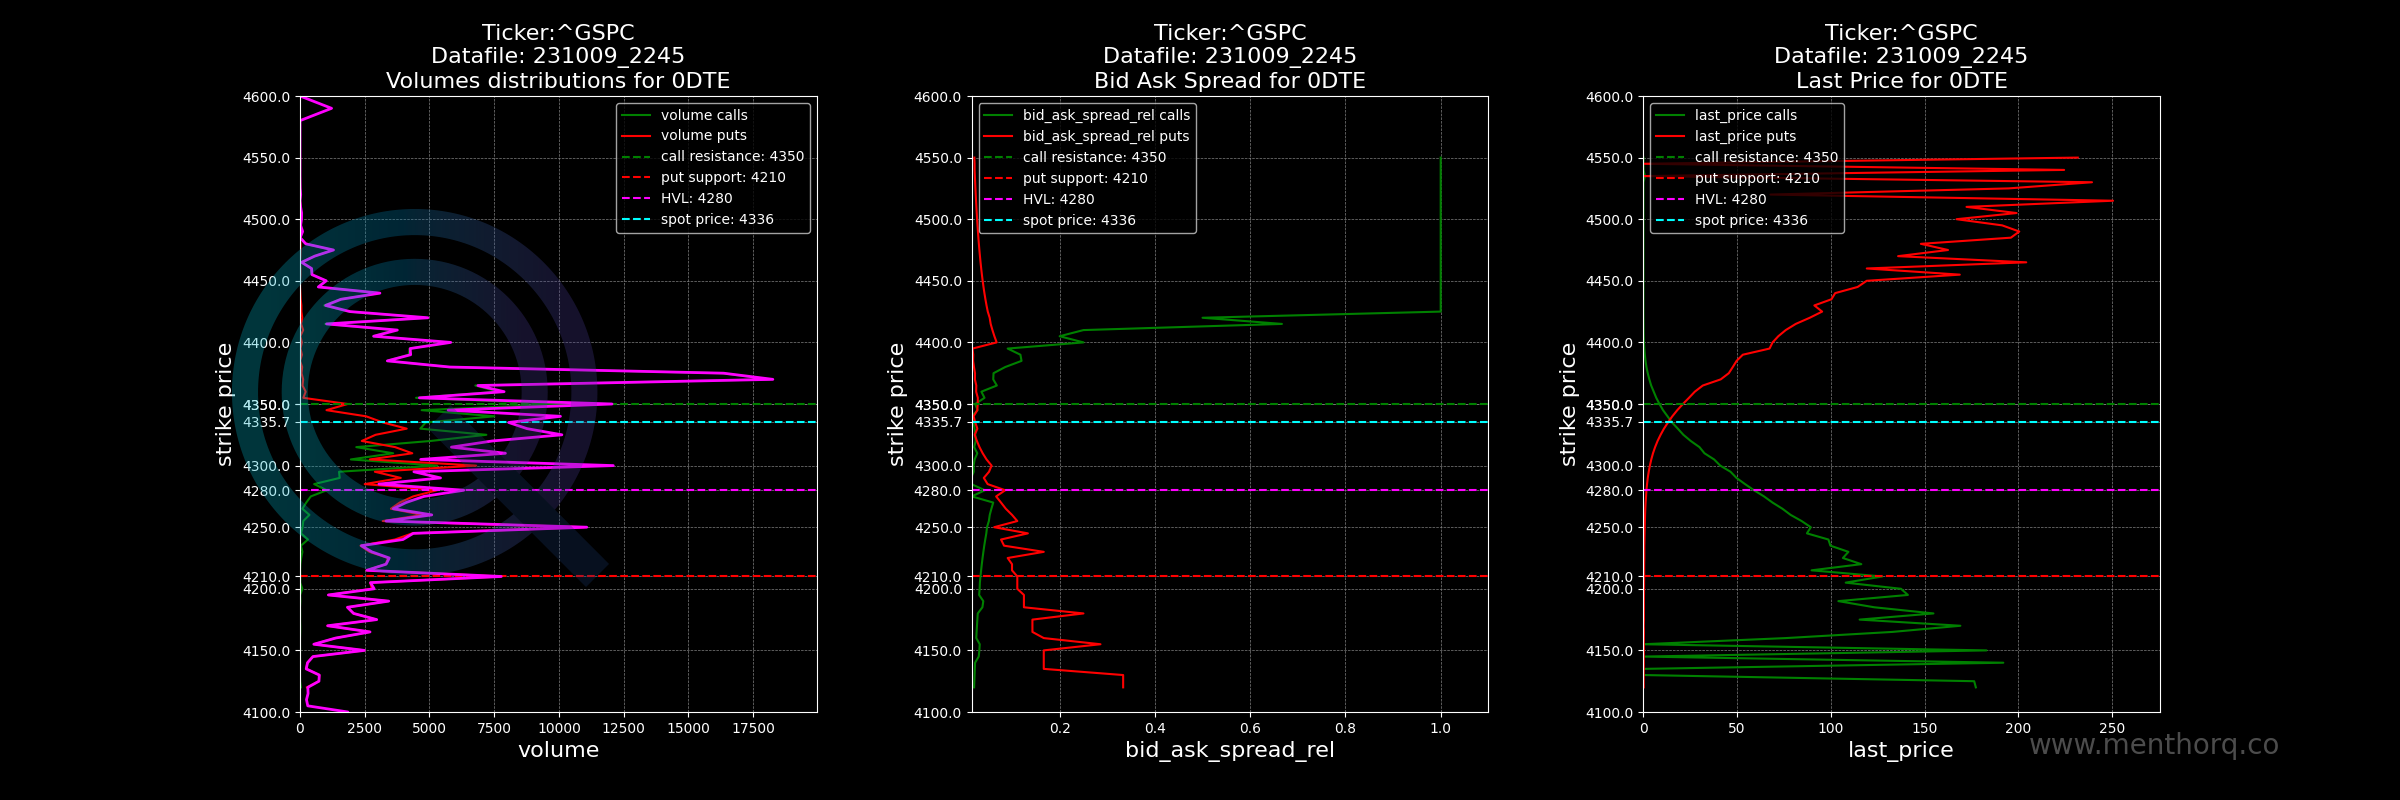 Ticker:^GSPC
Datafile: 231009_2245
Volumes distributions for 0DTE
4600.0
4550.0
4500.0
4450.0
4400.0
4350.0
4335.7
4300.0
4280.0
4250.0
4210.0
4200.0
4150.0
4100.0
strike price
volume calls
volume puts
call resistance: 4350
put support: 4210
HVL: 4280
spot price: 4336
0
2500
5000
7500
10000
12500
15000
17500
volume
Ticker:^GSPC
Datafile: 231009_2245
Bid Ask Spread for 0DTE
4600.0
4550.0
4500.0
4450.0
4400.0
4350.0
4335.7
4300.0
4280.0
4250.0
4210.0
4200.0
4150.0
4100.0
strike price
bid_ask_spread_rel calls
bid_ask_spread_rel puts
call resistance: 4350
put support: 4210
HVL: 4280
spot price: 4336
0.2
0.4
0.6
0.8
1.0
bid_ask_spread_rel
Ticker:^GSPC
Datafile: 231009_2245
Last Price for 0DTE
4600.0
4550.0
4500.0
4450.0
4400.0
4350.0
4335.7
4300.0
4280.0
4250.0
4210.0
4200.0
4150.0
4100.0
strike price
last_price calls
last_price puts
call resistance: 4350
put support: 4210
HVL: 4280
spot price: 4336
0
50
100
150
200
250
last_price
www.menthorq.co